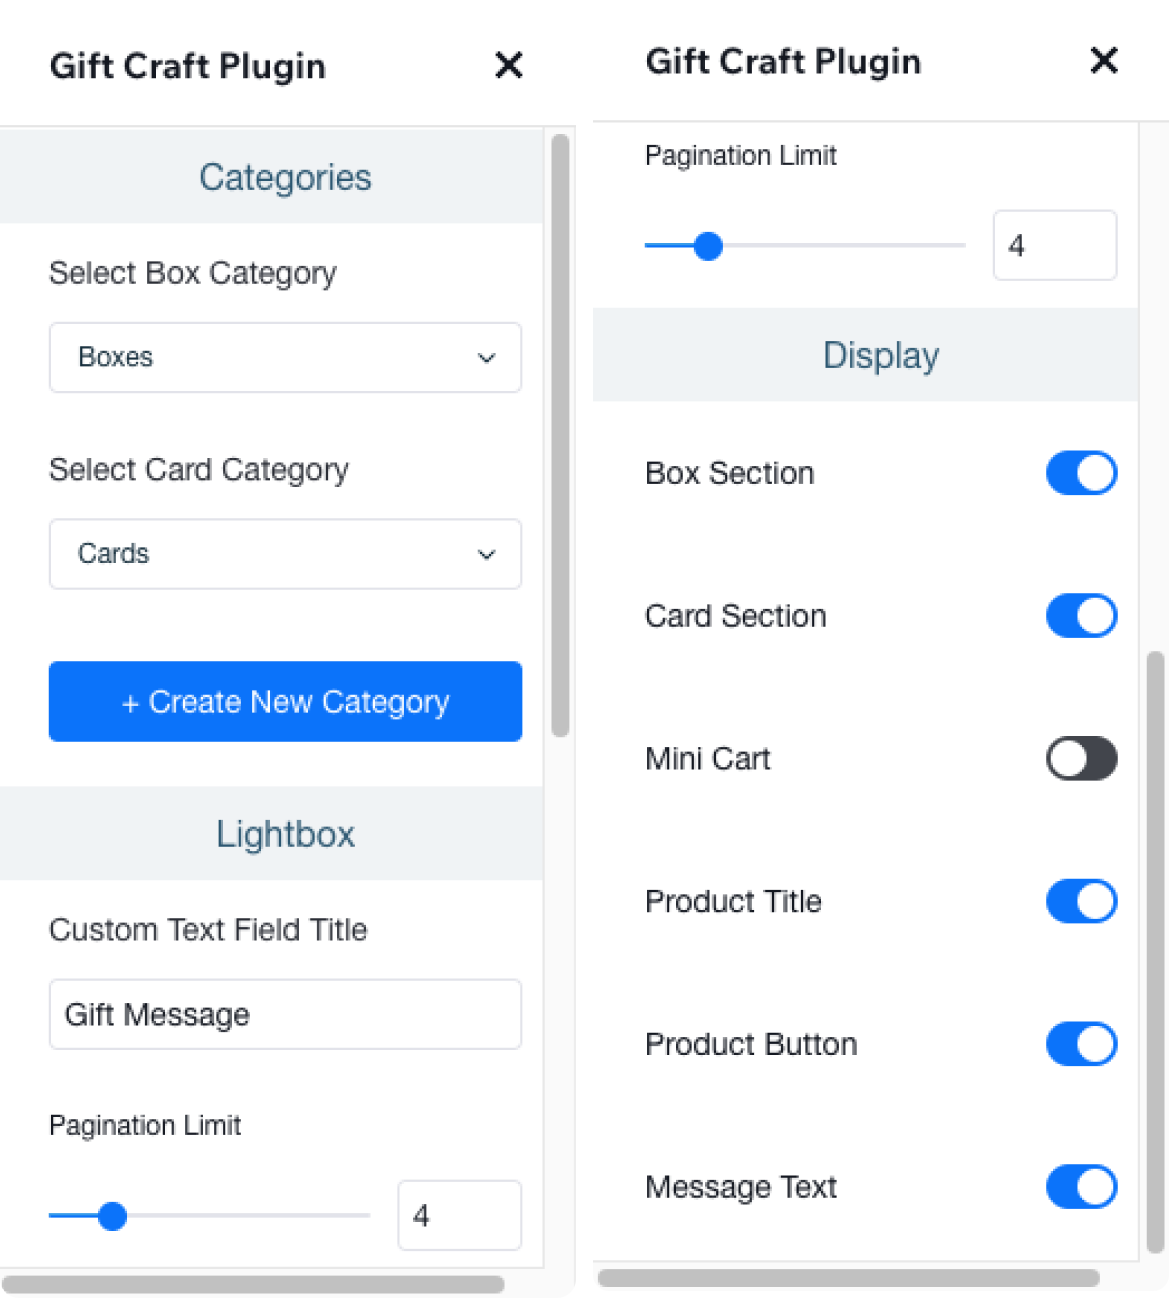 Gift Craft Plugin
Categories
Select Box Category
Boxes
Select Card Category
Cards
+ Create New Category
Lightbox
Custom Text Field Title
Gift Message
Pagination Limit
4
Gift Craft Plugin
Pagination Limit
4
Display
Box Section
Card Section
Mini Cart
Product Title
Product Button
Message Text